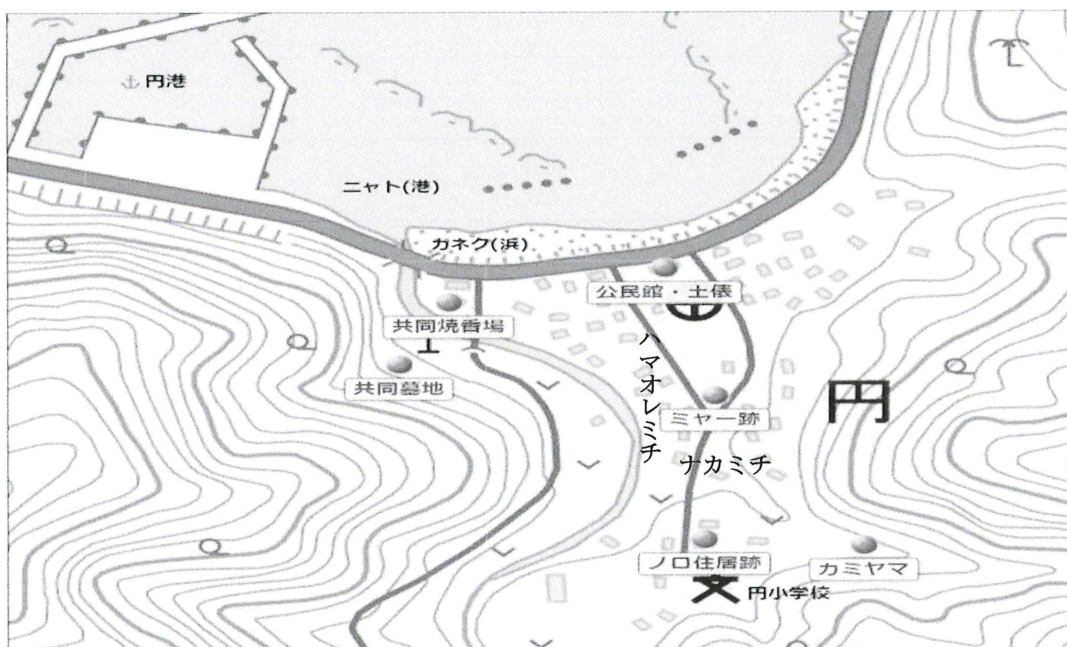 円港
ニャト(港)
カネク(浜)
公民館・土俵
共同焼香場
共同墓地
ハマオレミチ
ミャー跡
円
ナカミチ
ノロ住居跡
カミヤマ
円小学校